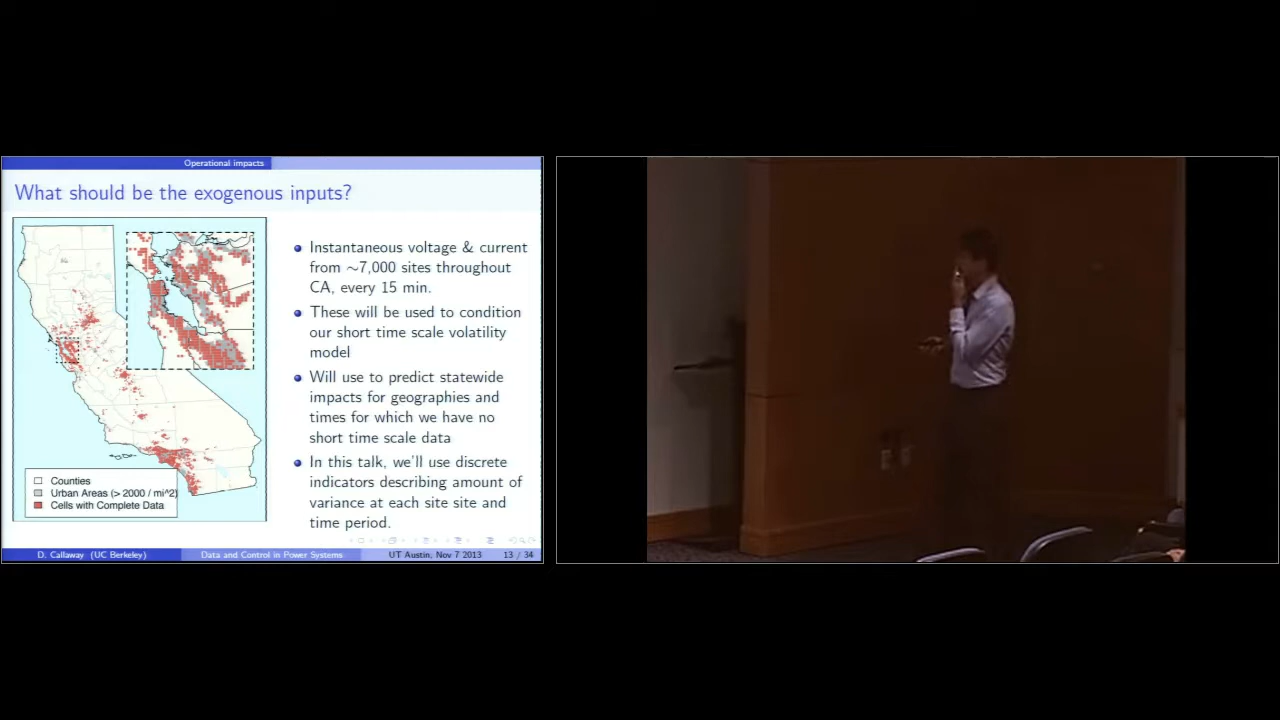 Operational impacts
What should be the exogenous inputs?
Instantaneous voltage & current
from ∼7,000 sites throughout
CA, every 15 min.
These will be used to condition
our short time scale volatility
model
Will use to predict statewide
impacts for geographies and
times for which we have no
short time scale data
In this talk, we'll use discrete
indicators describing amount of
variance at each site site and
time period.
Counties
Urban Areas (> 2000 / mi^2)
Cells with Complete Data
D. Callaway (UC Berkeley)
Data and Control in Power Systems
UT Austin, Nov 7 2013
13 / 34